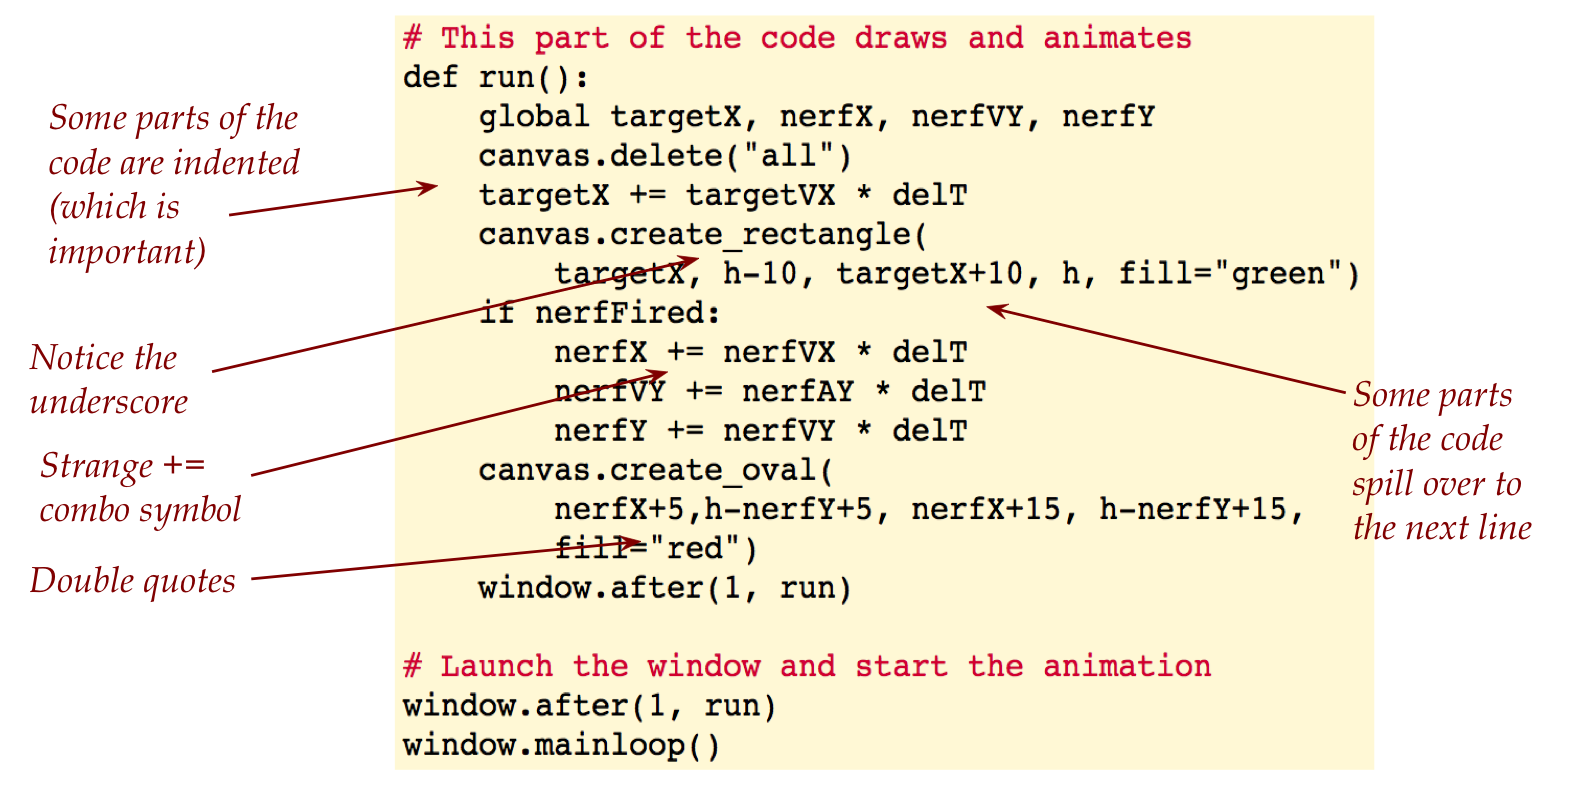 # This part of the code draws and animates
def run():
    global targetX, nerfX, nerfVY, nerfY
    canvas.delete("all")
    targetX += targetVX * delT
    canvas.create_rectangle(
        targetX, h-10, targetX+10, h, fill="green")
    if nerfFired:
        nerfX += nerfVX * delT
        nerfVY += nerfAY * delT
        nerfY += nerfVY * delT
    canvas.create_oval(
        nerfX+5,h-nerfY+5, nerfX+15, h-nerfY+15,
        fill="red")
    window.after(1, run)

# Launch the window and start the animation
window.after(1, run)
window.mainloop()
Some parts of the
code are indented
(which is
important)
Notice the
underscore
Strange +=
combo symbol
Double quotes
Some parts
of the code
spill over to
the next line